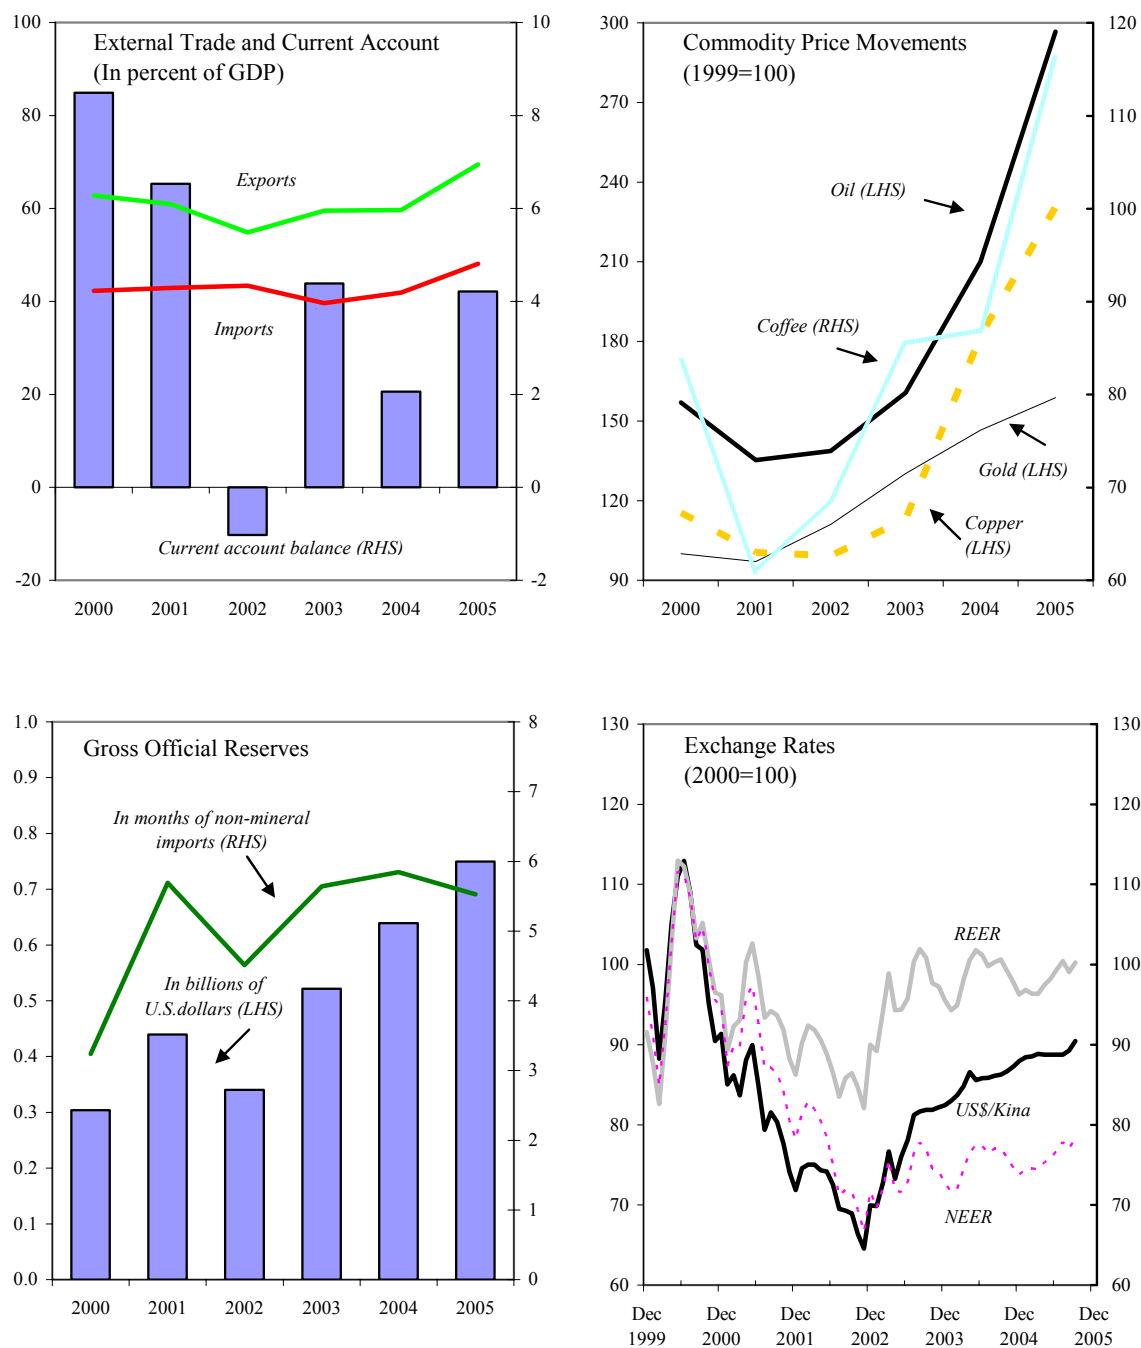 External Trade and Current Account
(In percent of GDP)
100
80
60
40
20
0
-20
10
8
6
4
2
0
-2
Exports
Imports
Current account balance (RHS)
2000 2001 2002 2003 2004 2005
Commodity Price Movements
(1999=100)
300
270
240
210
180
150
120
90
120
110
100
90
80
70
60
Oil (LHS)
Coffee (RHS)
Gold (LHS)
Copper
(LHS)
2000 2001 2002 2003 2004 2005
Gross Official Reserves
1.0
0.9
0.8
0.7
0.6
0.5
0.4
0.3
0.2
0.1
0.0
8
7
6
5
4
3
2
1
0
In months of non-mineral
imports (RHS)
In billions of
U.S.dollars (LHS)
2000 2001 2002 2003 2004 2005
Exchange Rates
(2000=100)
130
120
110
100
90
80
70
60
130
120
110
100
90
80
70
60
REER
US$/Kina
NEER
Dec Dec Dec Dec Dec Dec Dec
1999 2000 2001 2002 2003 2004 2005